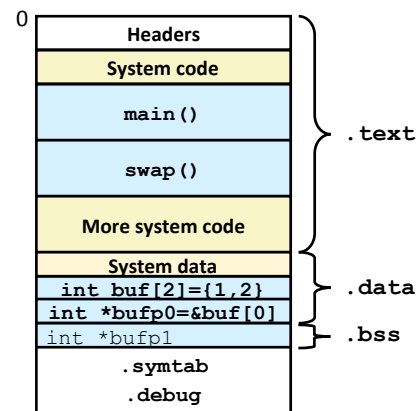 0
Headers
System code
main()
swap()
.text
More system code
System data
int buf[2]={1,2}
.data
int *bufp0=&buf[0]
int *bufp1
.bss
.symtab
.debug